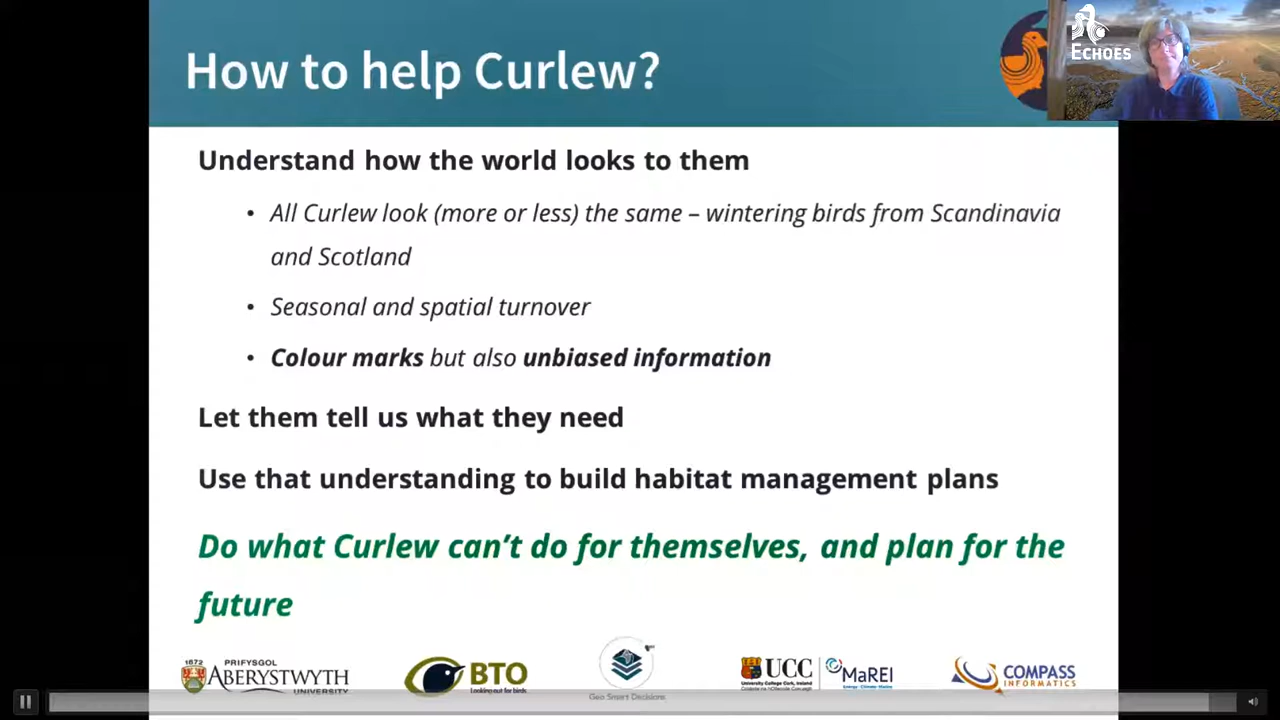 How to help Curlew?
ECHOES
Understand how the world looks to them
• All Curlew look (more or less) the same – wintering birds from Scandinavia
and Scotland
• Seasonal and spatial turnover
• Colour marks but also unbiased information
Let them tell us what they need
Use that understanding to build habitat management plans
Do what Curlew can't do for themselves, and plan for the
future
1872
PRIFYSGOL
ABERYSTWYTH
UNIVERSITY
BTO
Looking out for birds
Geo Smart Decisions
UCC
University College Cork, Ireland
MaREI
Energy · Climate · Marine
COMPASS
INFORMATICS